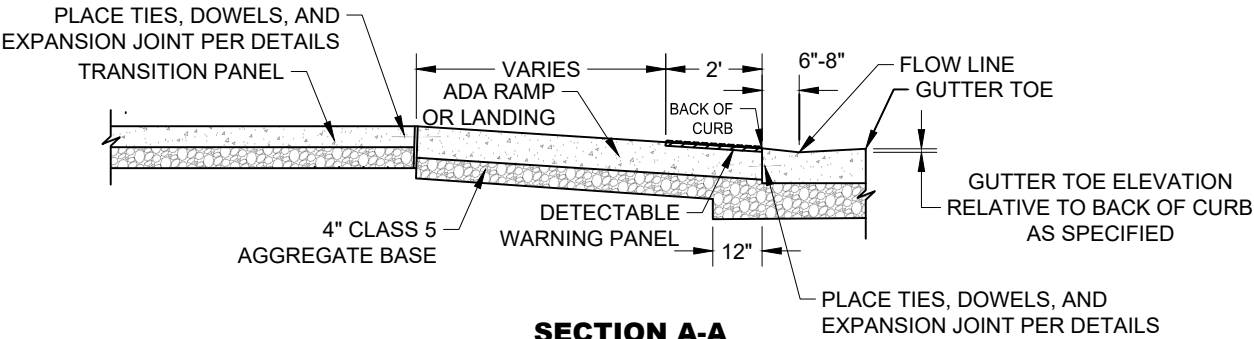 PLACE TIES, DOWELS, AND
EXPANSION JOINT PER DETAILS
TRANSITION PANEL
VARIES
2'
6"-8"
FLOW LINE
GUTTER TOE
ADA RAMP
OR LANDING
BACK OF
CURB
4" CLASS 5
AGGREGATE BASE
DETECTABLE
WARNING PANEL
12"
GUTTER TOE ELEVATION
RELATIVE TO BACK OF CURB
AS SPECIFIED
PLACE TIES, DOWELS, AND
EXPANSION JOINT PER DETAILS
SECTION A-A